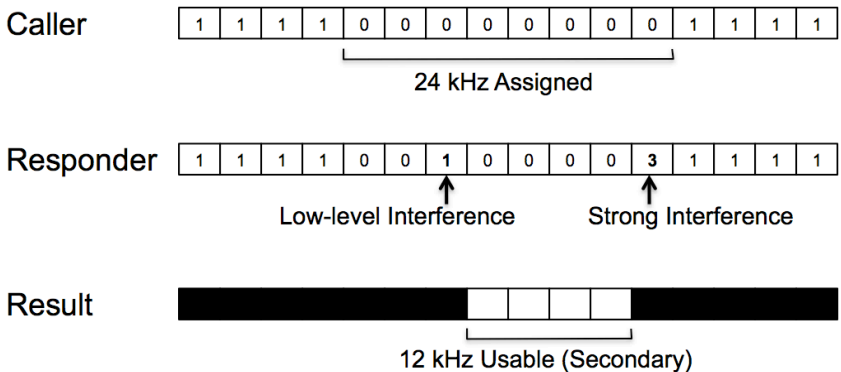 Caller 1 1 1 1 0 0 0 0 0 0 0 0 1 1 1 1
24 kHz Assigned
Responder 1 1 1 1 0 0 1 0 0 0 0 3 1 1 1 1
Low-level Interference Strong Interference
Result
12 kHz Usable (Secondary)